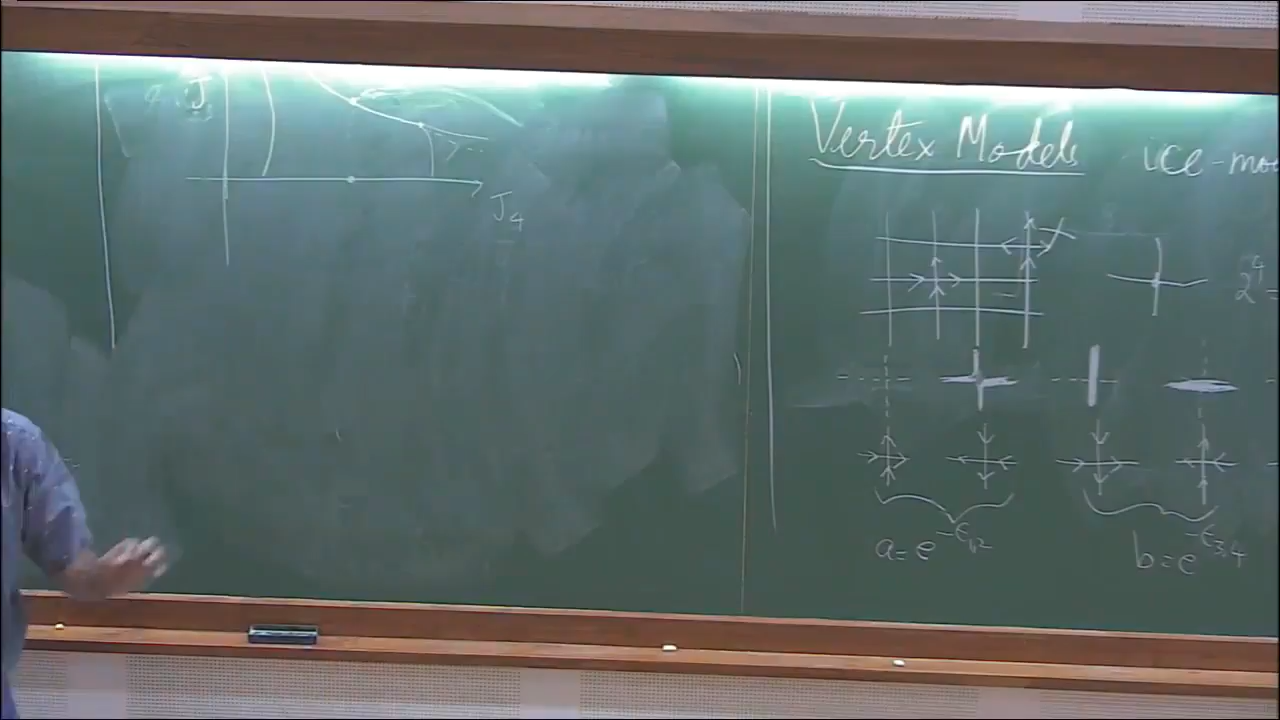 J
J₄
Vertex Models ice-mo
2⁴ =
a = e^{-ε₁,₂}
b = e^{-ε₃,₄}